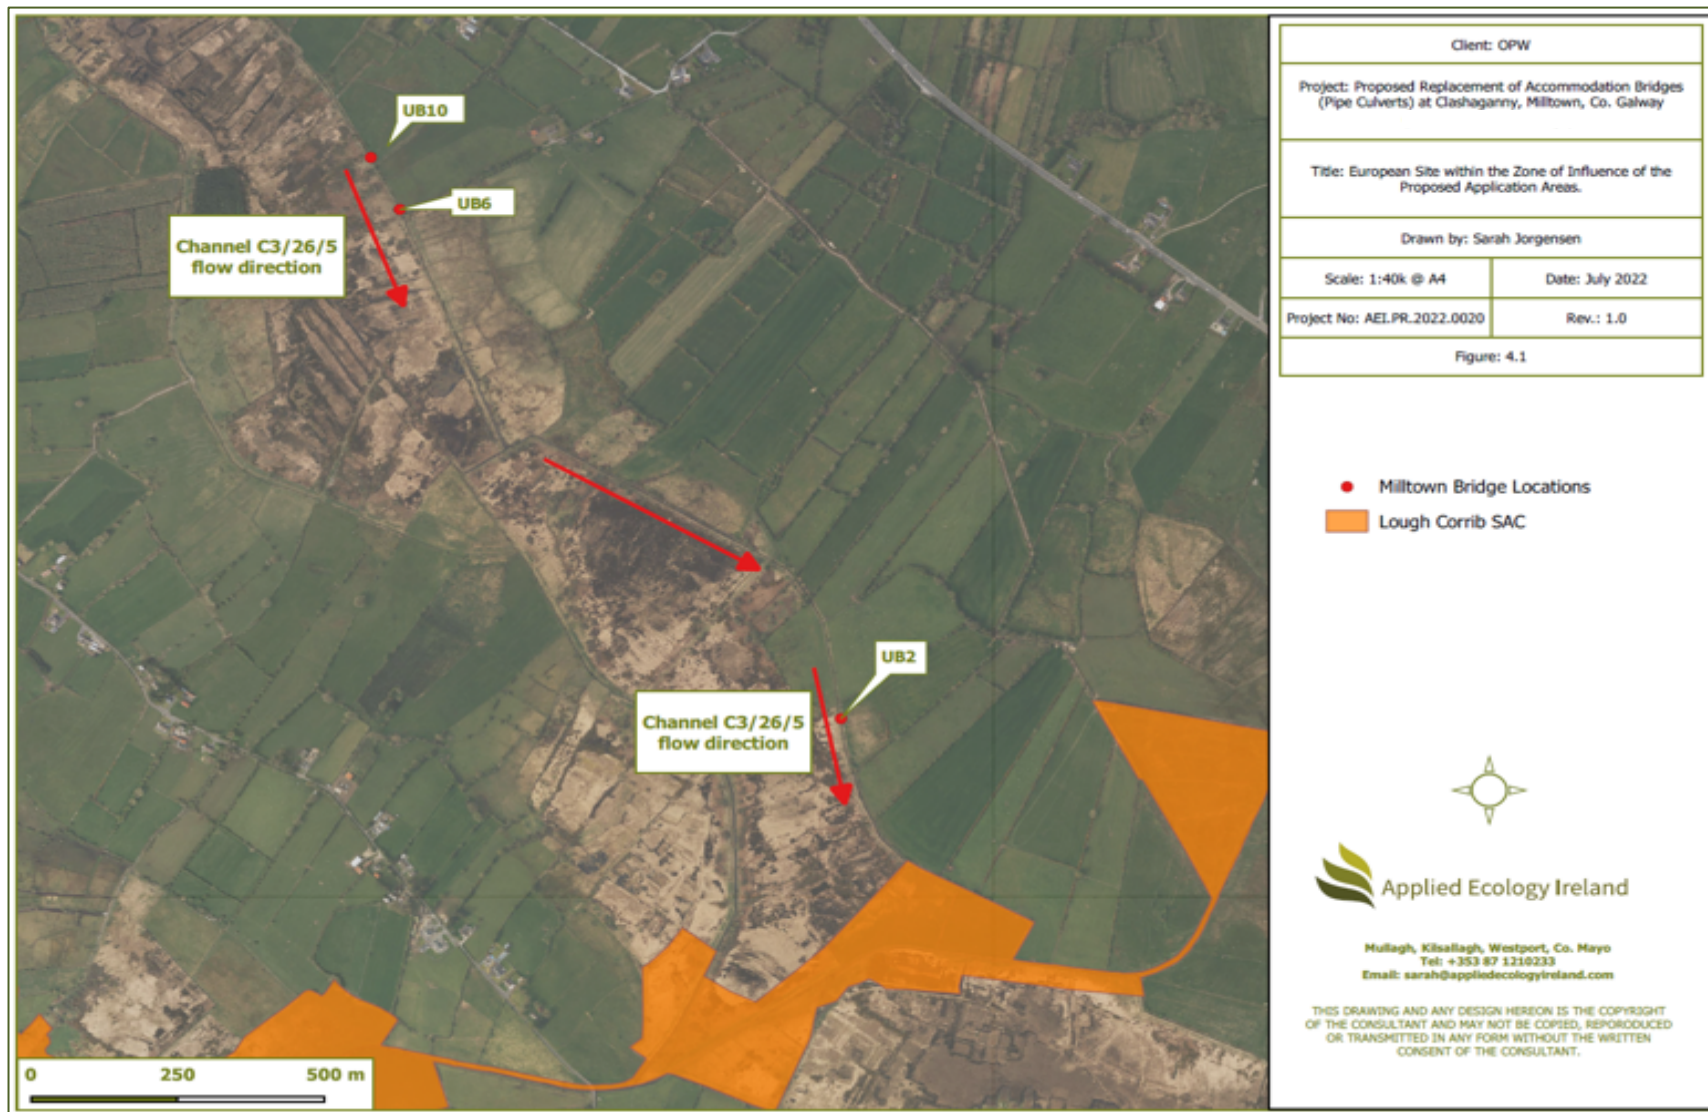 UB10
UB6
Channel C3/26/5
flow direction
UB2
Channel C3/26/5
flow direction
0 250 500 m
Client: OPW
Project: Proposed Replacement of Accommodation Bridges
(Pipe Culverts) at Clashaganny, Milltown, Co. Galway
Title: European Site within the Zone of Influence of the
Proposed Application Areas.
Drawn by: Sarah Jorgensen
Scale: 1:40k @ A4
Date: July 2022
Project No: AEI.PR.2022.0020
Rev.: 1.0
Figure: 4.1
Milltown Bridge Locations
Lough Corrib SAC
Applied Ecology Ireland
Mullagh, Kilsallagh, Westport, Co. Mayo
Tel: +353 87 1210233
Email: sarah@appliedecologyireland.com
THIS DRAWING AND ANY DESIGN HEREON IS THE COPYRIGHT
OF THE CONSULTANT AND MAY NOT BE COPIED, REPORODUCED
OR TRANSMITTED IN ANY FORM WITHOUT THE WRITTEN
CONSENT OF THE CONSULTANT.